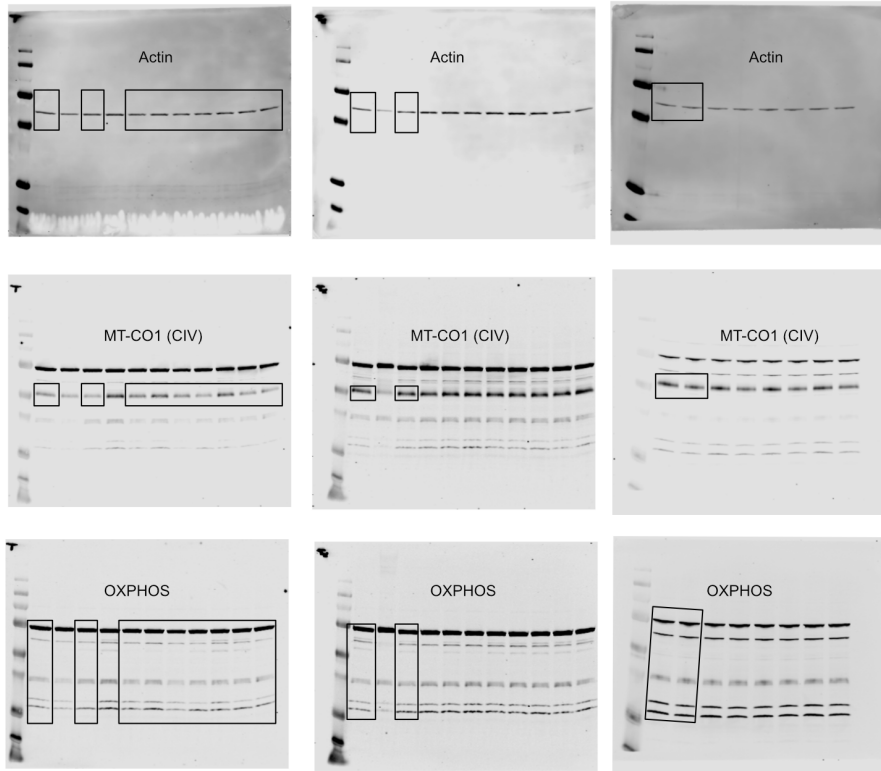 Actin
Actin
Actin
MT-CO1 (CIV)
MT-CO1 (CIV)
MT-CO1 (CIV)
OXPHOS
OXPHOS
OXPHOS